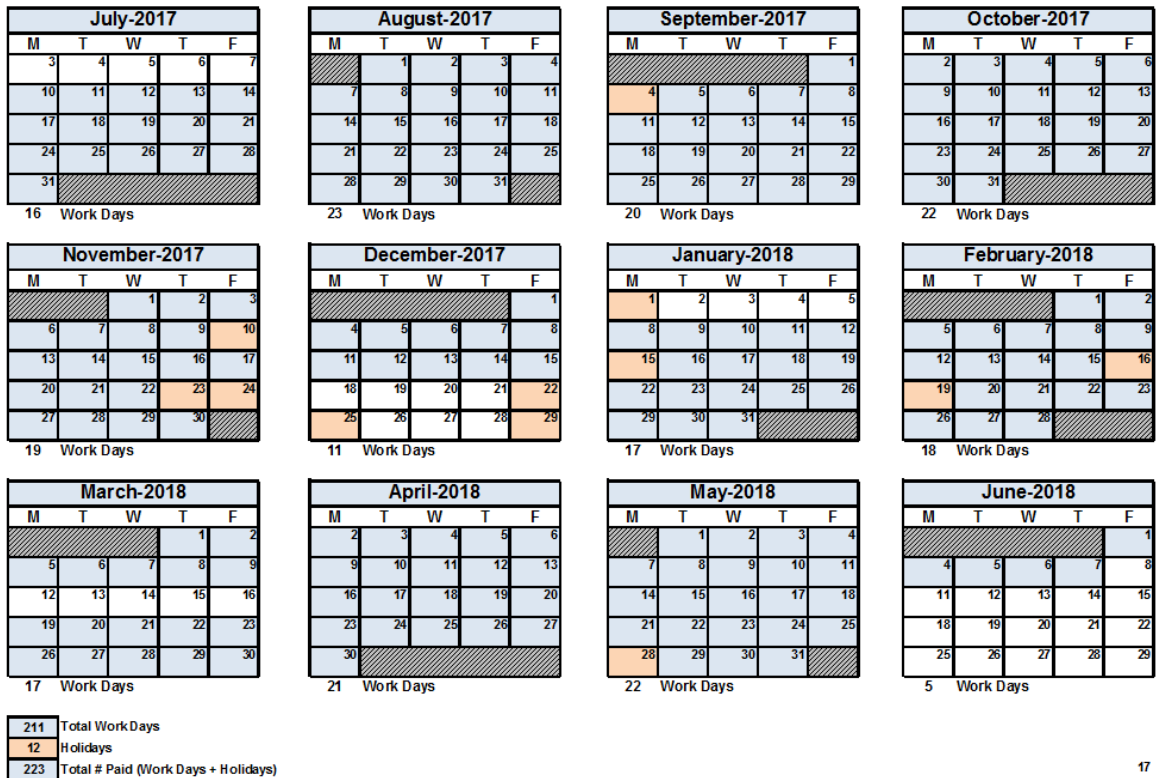 July-2017 August-2017 September-2017 October-2017
M T W T F M T W T F M T W T F M T W T F
3 4 5 6 7 1 2 3 4 1 2 3 4 5 6
10 11 12 13 14 7 8 9 10 11 4 5 6 7 8 9 10 11 12 13
17 18 19 20 21 14 15 16 17 18 11 12 13 14 15 16 17 18 19 20
24 25 26 27 28 21 22 23 24 25 18 19 20 21 22 23 24 25 26 27
31 28 29 30 31 25 26 27 28 29 30 31
16 Work Days 23 Work Days 20 Work Days 22 Work Days
November-2017 December-2017 January-2018 February-2018
M T W T F M T W T F M T W T F M T W T F
1 2 3 1 1 2 3 4 5 1 2
6 7 8 9 10 4 5 6 7 8 8 9 10 11 12 5 6 7 8 9
13 14 15 16 17 11 12 13 14 15 15 16 17 18 19 12 13 14 15 16
20 21 22 23 24 18 19 20 21 22 22 23 24 25 26 19 20 21 22 23
27 28 29 30 25 26 27 28 29 29 30 31 26 27 28
19 Work Days 11 Work Days 17 Work Days 18 Work Days
March-2018 April-2018 May-2018 June-2018
M T W T F M T W T F M T W T F M T W T F
1 2 2 3 4 5 6 1 2 3 4 1
5 6 7 8 9 9 10 11 12 13 7 8 9 10 11 4 5 6 7 8
12 13 14 15 16 16 17 18 19 20 14 15 16 17 18 11 12 13 14 15
19 20 21 22 23 23 24 25 26 27 21 22 23 24 25 18 19 20 21 22
26 27 28 29 30 30 28 29 30 31 25 26 27 28 29
17 Work Days 21 Work Days 22 Work Days 5 Work Days
211 Total Work Days
12 Holidays
223 Total # Paid (Work Days + Holidays)
17